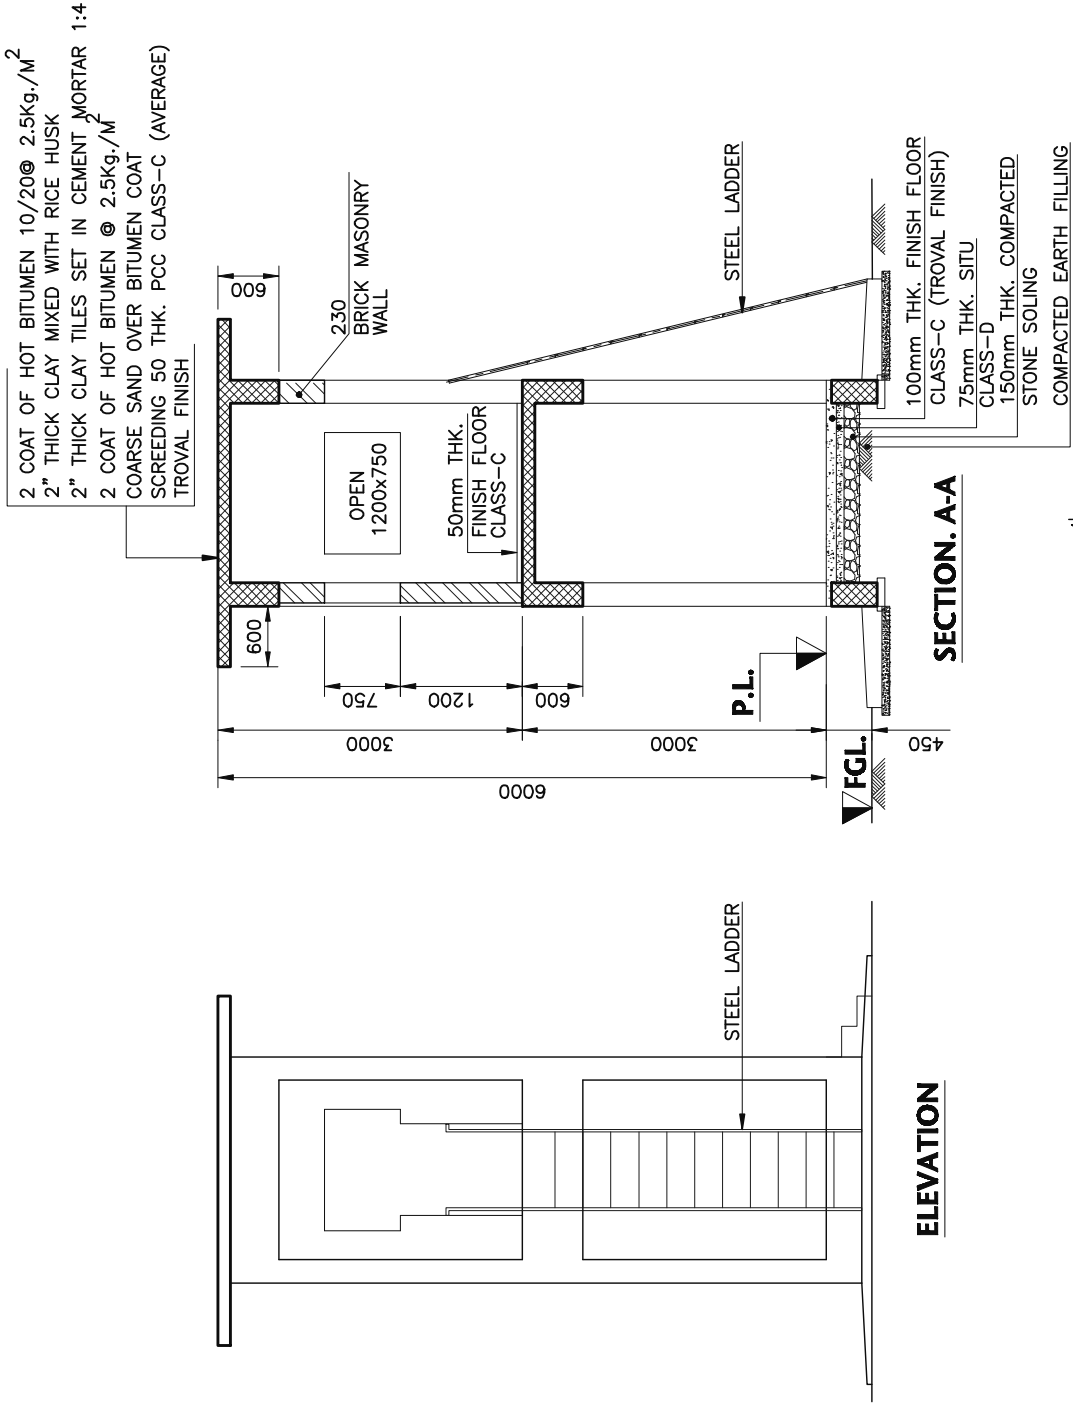 2 COAT OF HOT BITUMEN 10/20@ 2.5Kg./M2
2" THICK CLAY MIXED WITH RICE HUSK
2" THICK CLAY TILES SET IN CEMENT MORTAR 1:4
2 COAT OF HOT BITUMEN @ 2.5Kg./M2
COARSE SAND OVER BITUMEN COAT
SCREEDING 50 THK. PCC CLASS-C (AVERAGE)
TROVAL FINISH
600
230
BRICK MASONRY
WALL
OPEN
1200x750
50mm THK.
FINISH FLOOR
CLASS-C
STEEL LADDER
600
750
1200
600
3000
3000
450
6000
P.L.
FGL.
100mm THK. FINISH FLOOR
CLASS-C (TROVAL FINISH)
75mm THK. SITU
CLASS-D
150mm THK. COMPACTED
STONE SOLING
COMPACTED EARTH FILLING
SECTION. A-A
STEEL LADDER
ELEVATION